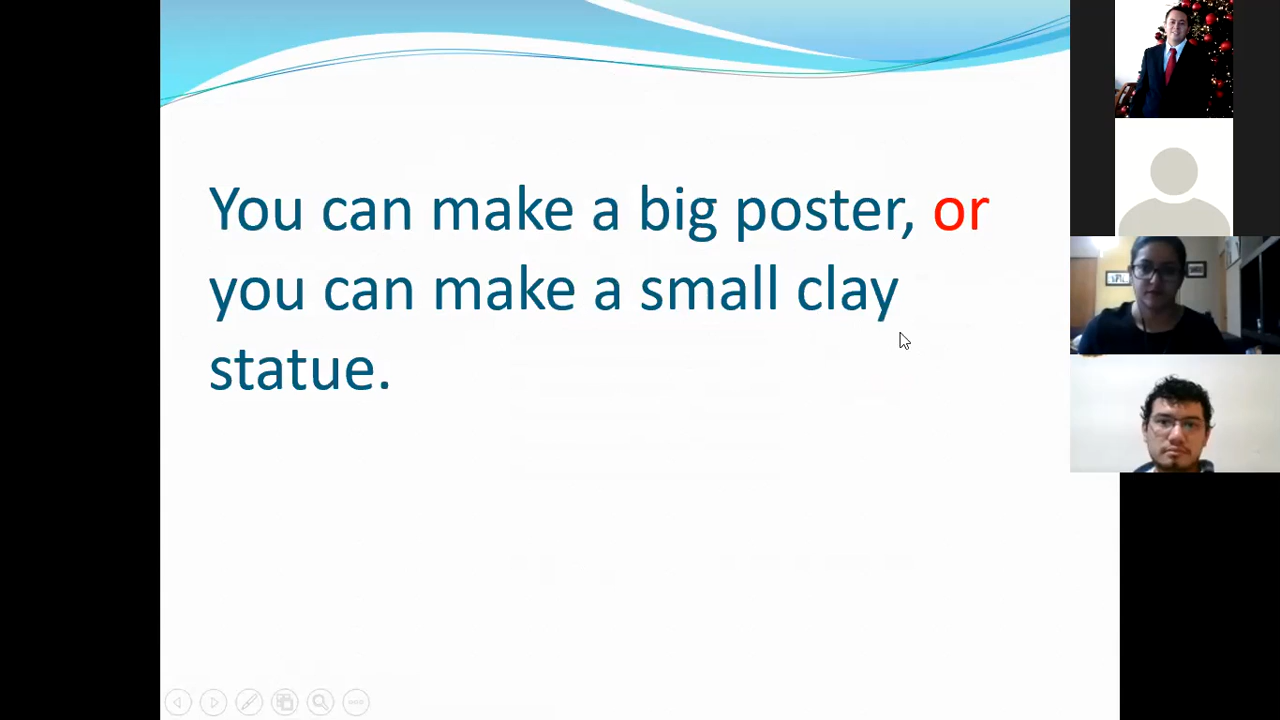 You can make a big poster, or
you can make a small clay
statue.